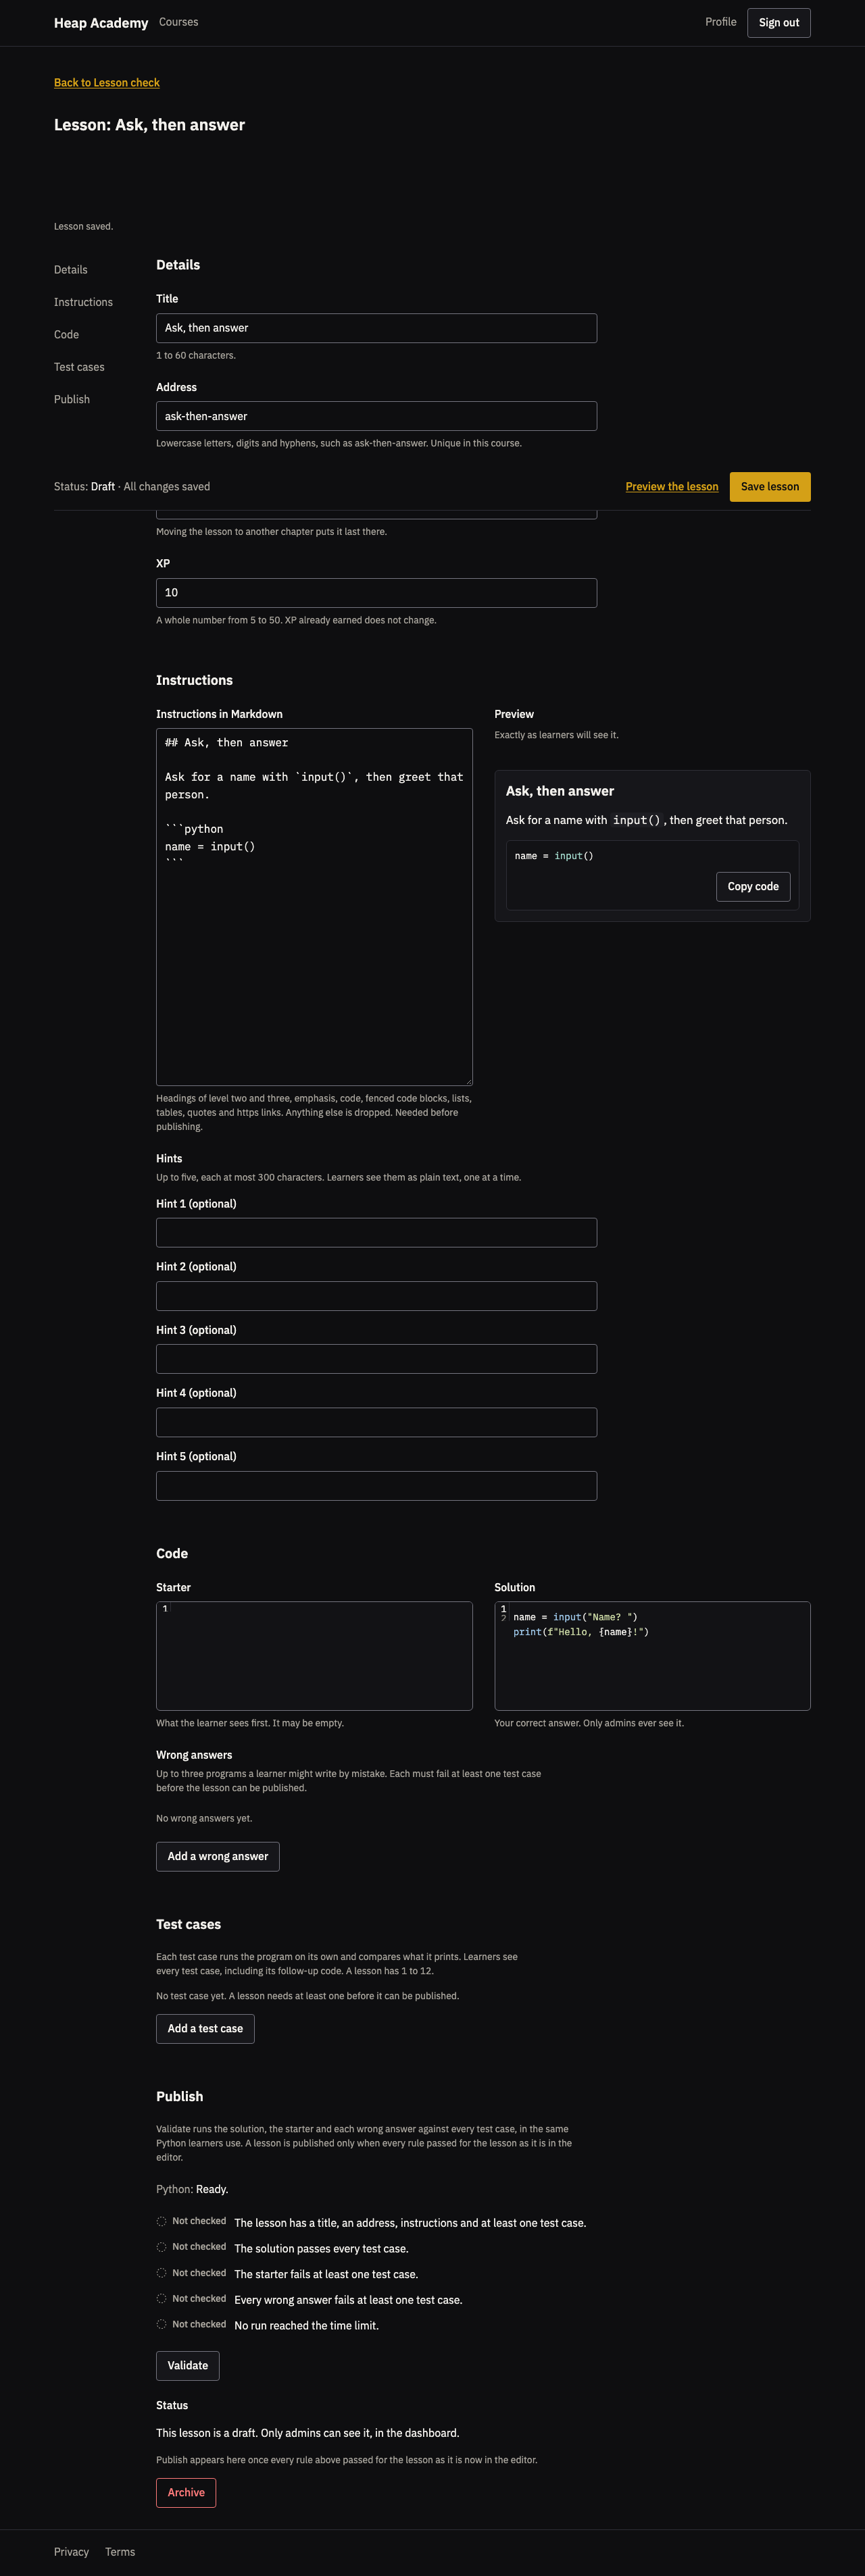 Heap Academy
Courses
Profile
Sign out
Back to Lesson check
Lesson: Ask, then answer
Lesson saved.
Details
Instructions
Code
Test cases
Publish
Details
Title
Ask, then answer
1 to 60 characters.
Address
ask-then-answer
Lowercase letters, digits and hyphens, such as ask-then-answer. Unique in this course.
Status: Draft · All changes saved
Preview the lesson
Save lesson
Moving the lesson to another chapter puts it last there.
XP
10
A whole number from 5 to 50. XP already earned does not change.
Instructions
Instructions in Markdown
## Ask, then answer
Ask for a name with `input()`, then greet that
person.
```python
name = input()
```
Headings of level two and three, emphasis, code, fenced code blocks, lists,
tables, quotes and https links. Anything else is dropped. Needed before
publishing.
Preview
Exactly as learners will see it.
Ask, then answer
Ask for a name with input(), then greet that person.
name = input()
Copy code
Hints
Up to five, each at most 300 characters. Learners see them as plain text, one at a time.
Hint 1 (optional)
Hint 2 (optional)
Hint 3 (optional)
Hint 4 (optional)
Hint 5 (optional)
Code
Starter
1
What the learner sees first. It may be empty.
Solution
1
2
name = input("Name? ")
print(f"Hello, {name}!")
Your correct answer. Only admins ever see it.
Wrong answers
Up to three programs a learner might write by mistake. Each must fail at least one test case
before the lesson can be published.
No wrong answers yet.
Add a wrong answer
Test cases
Each test case runs the program on its own and compares what it prints. Learners see
every test case, including its follow-up code. A lesson has 1 to 12.
No test case yet. A lesson needs at least one before it can be published.
Add a test case
Publish
Validate runs the solution, the starter and each wrong answer against every test case, in the same
Python learners use. A lesson is published only when every rule passed for the lesson as it is in the
editor.
Python: Ready.
Not checked The lesson has a title, an address, instructions and at least one test case.
Not checked The solution passes every test case.
Not checked The starter fails at least one test case.
Not checked Every wrong answer fails at least one test case.
Not checked No run reached the time limit.
Validate
Status
This lesson is a draft. Only admins can see it, in the dashboard.
Publish appears here once every rule above passed for the lesson as it is now in the editor.
Archive
Privacy
Terms